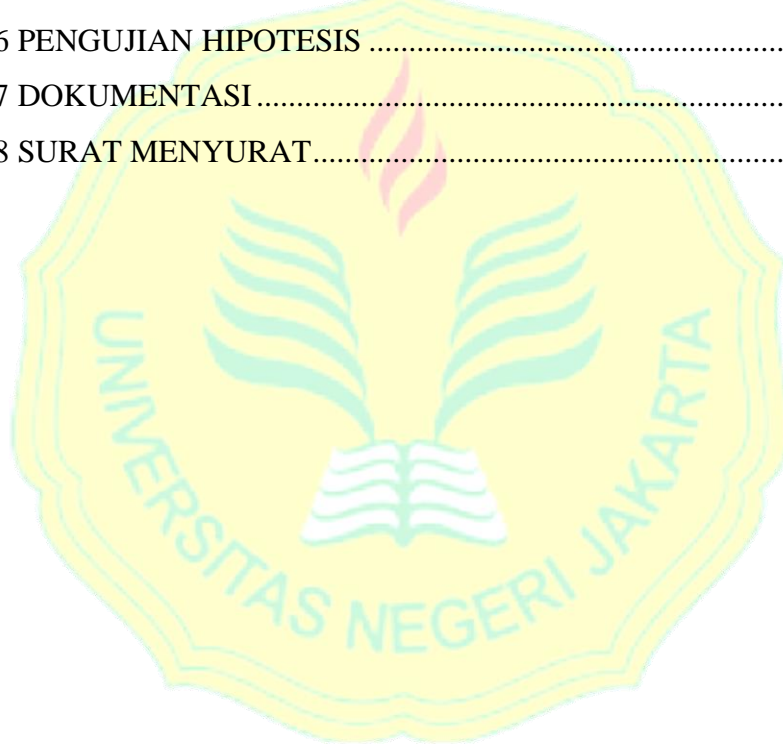 6 PENGUJIAN HIPOTESIS ....................................................
7 DOKUMENTASI ...................................................................
8 SURAT MENYURAT............................................................
UNIVERSITAS NEGERI JAKARTA